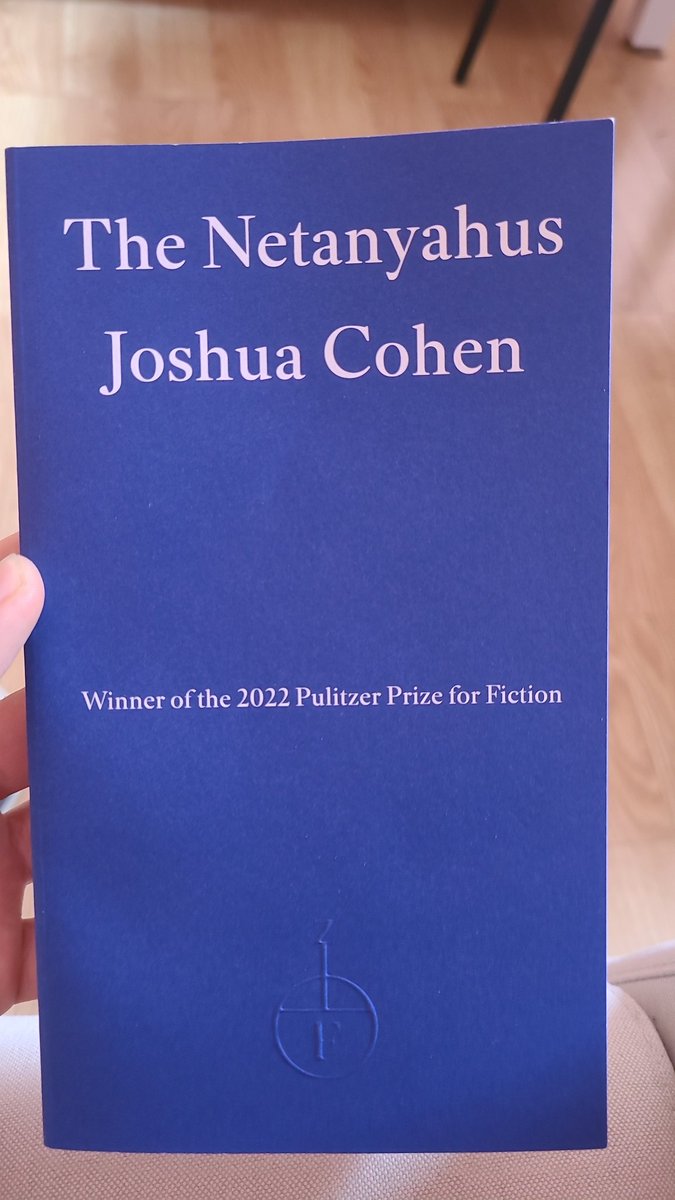 The Netanyahus
Joshua Cohen
Winner of the 2022 Pulitzer Prize for Fiction
F